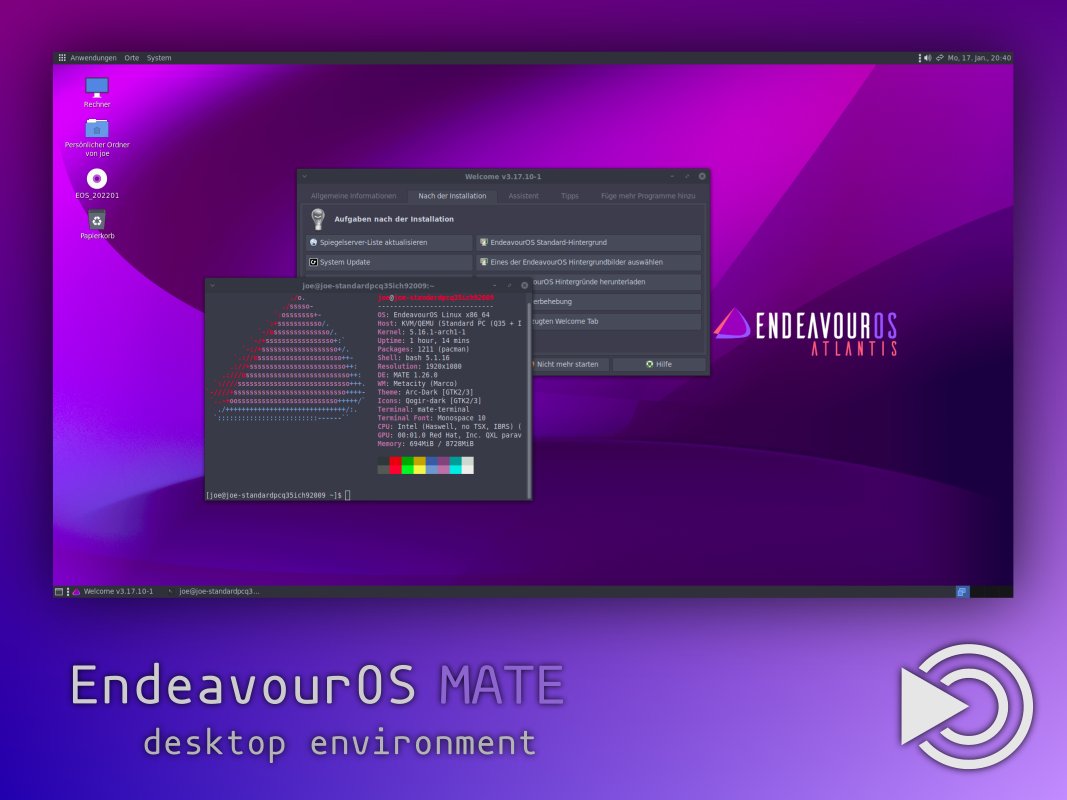 Anwendungen Orte System
Mo, 17. Jan., 20:40
Rechner
Persönlicher Ordner
von joe
EOS_202201
Papierkorb
Welcome v3.17.10-1
Allgemeine Informationen Nach der Installation Assistent Tipps Füge mehr Programme hinzu
Aufgaben nach der Installation
Spiegelserver-Liste aktualisieren EndeavourOS Standard-Hintergrund
System Update Eines der EndeavourOS Hintergrundbilder auswählen
ourOS Hintergründe herunterladen
erbehebung
zugten Welcome Tab
Nicht mehr starten Hilfe
joe@joe-standardpcq35ich92009:~
joe@joe-standardpcq35ich92009
-----------------------------
OS: EndeavourOS Linux x86_64
Host: KVM/QEMU (Standard PC (Q35 + I
Kernel: 5.16.1-arch1-1
Uptime: 1 hour, 14 mins
Packages: 1211 (pacman)
Shell: bash 5.1.16
Resolution: 1920x1080
DE: MATE 1.26.0
WM: Metacity (Marco)
Theme: Arc-Dark [GTK2/3]
Icons: Qogir-dark [GTK2/3]
Terminal: mate-terminal
Terminal Font: Monospace 10
CPU: Intel (Haswell, no TSX, IBRS) (
GPU: 00:01.0 Red Hat, Inc. QXL parav
Memory: 694MiB / 8728MiB
[joe@joe-standardpcq35ich92009 ~]$
ENDEAVOUROS
ATLANTIS
Welcome v3.17.10-1 joe@joe-standardpcq3...
EndeavourOS MATE
desktop environment